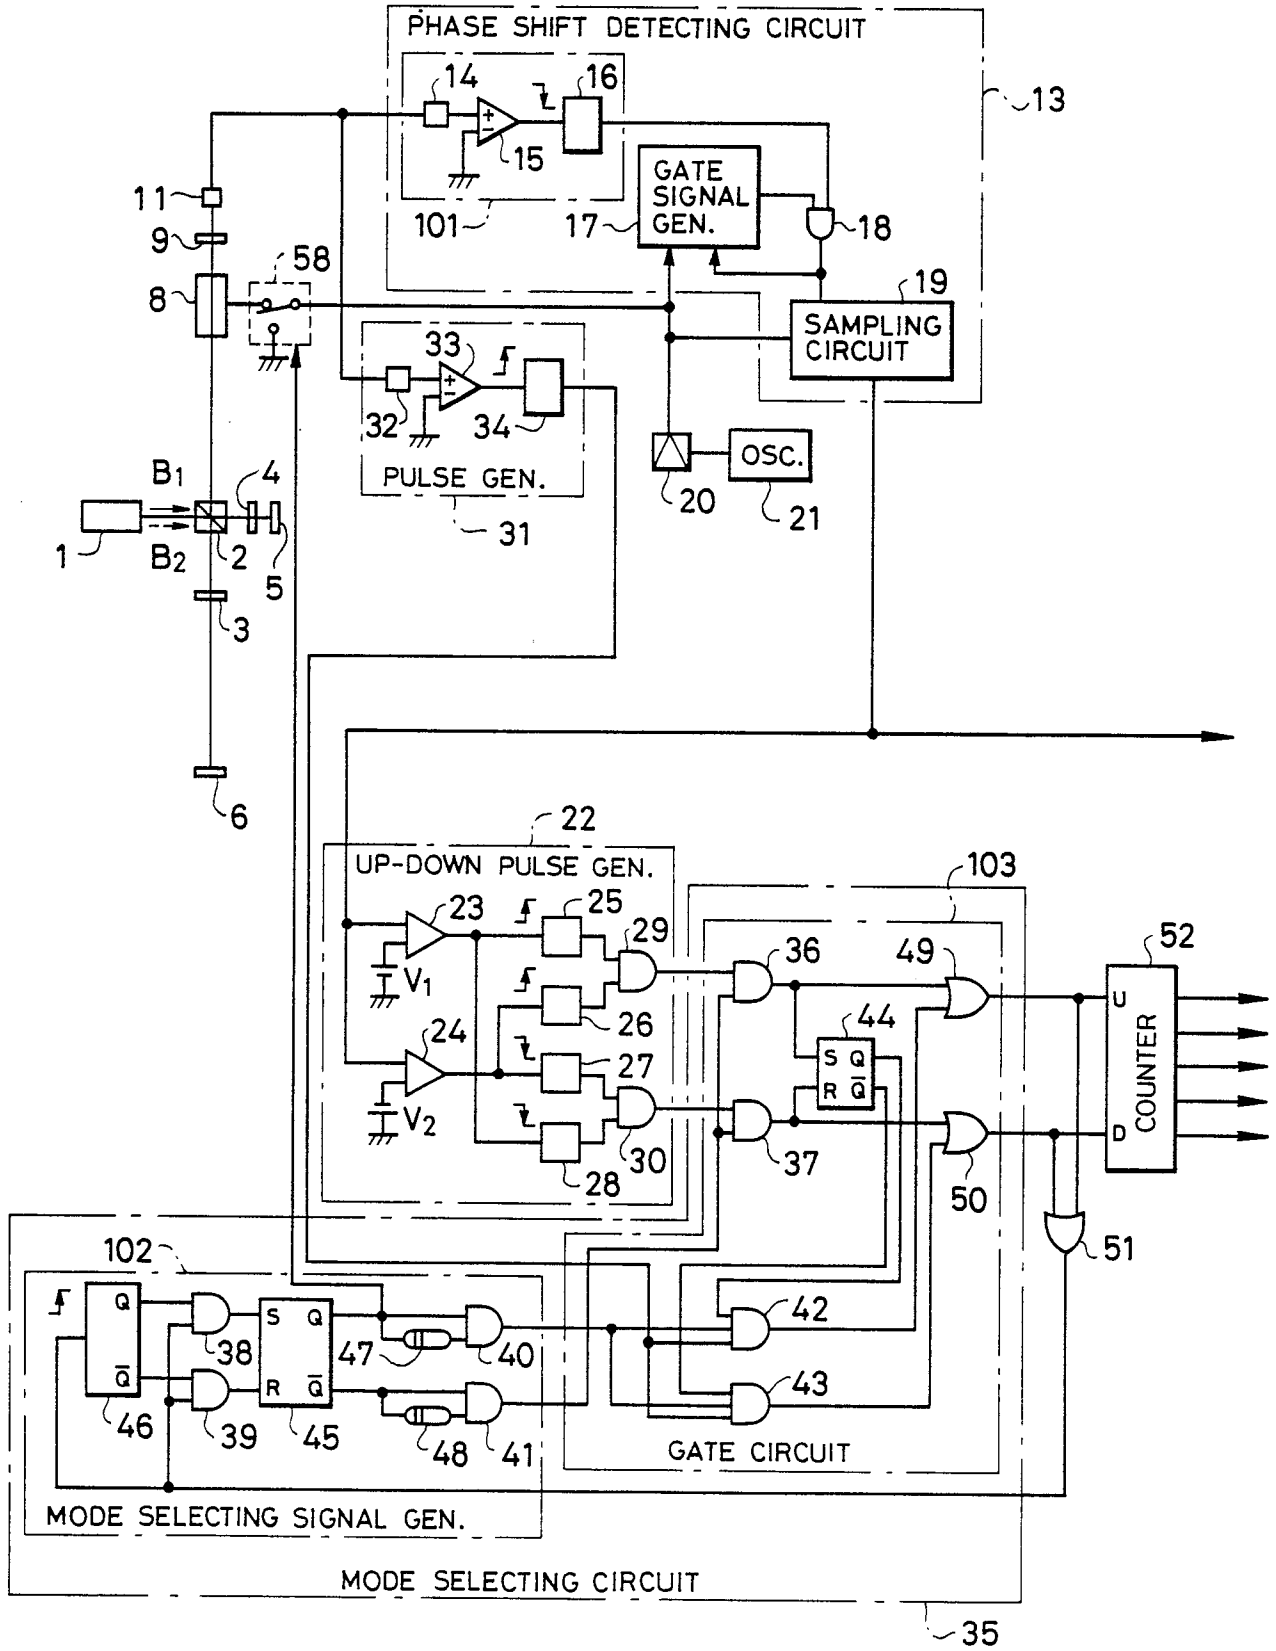 PHASE SHIFT DETECTING CIRCUIT
14
16
13
+
−
15
11
GATE
SIGNAL
GEN.
101
17
18
9
58
8
19
SAMPLING
CIRCUIT
33
+
−
32
34
OSC.
PULSE GEN.
20
21
B1
4
31
1
B2
2
5
3
6
22
UP-DOWN PULSE GEN.
103
23
25
29
36
49
52
V1
U
26
44
24
27
S Q
R Q̅
COUNTER
V2
D
30
37
28
50
51
102
Q
S Q
42
38
47
40
Q̅
R Q̅
43
46
39
45
48
41
GATE CIRCUIT
MODE SELECTING SIGNAL GEN.
MODE SELECTING CIRCUIT
35